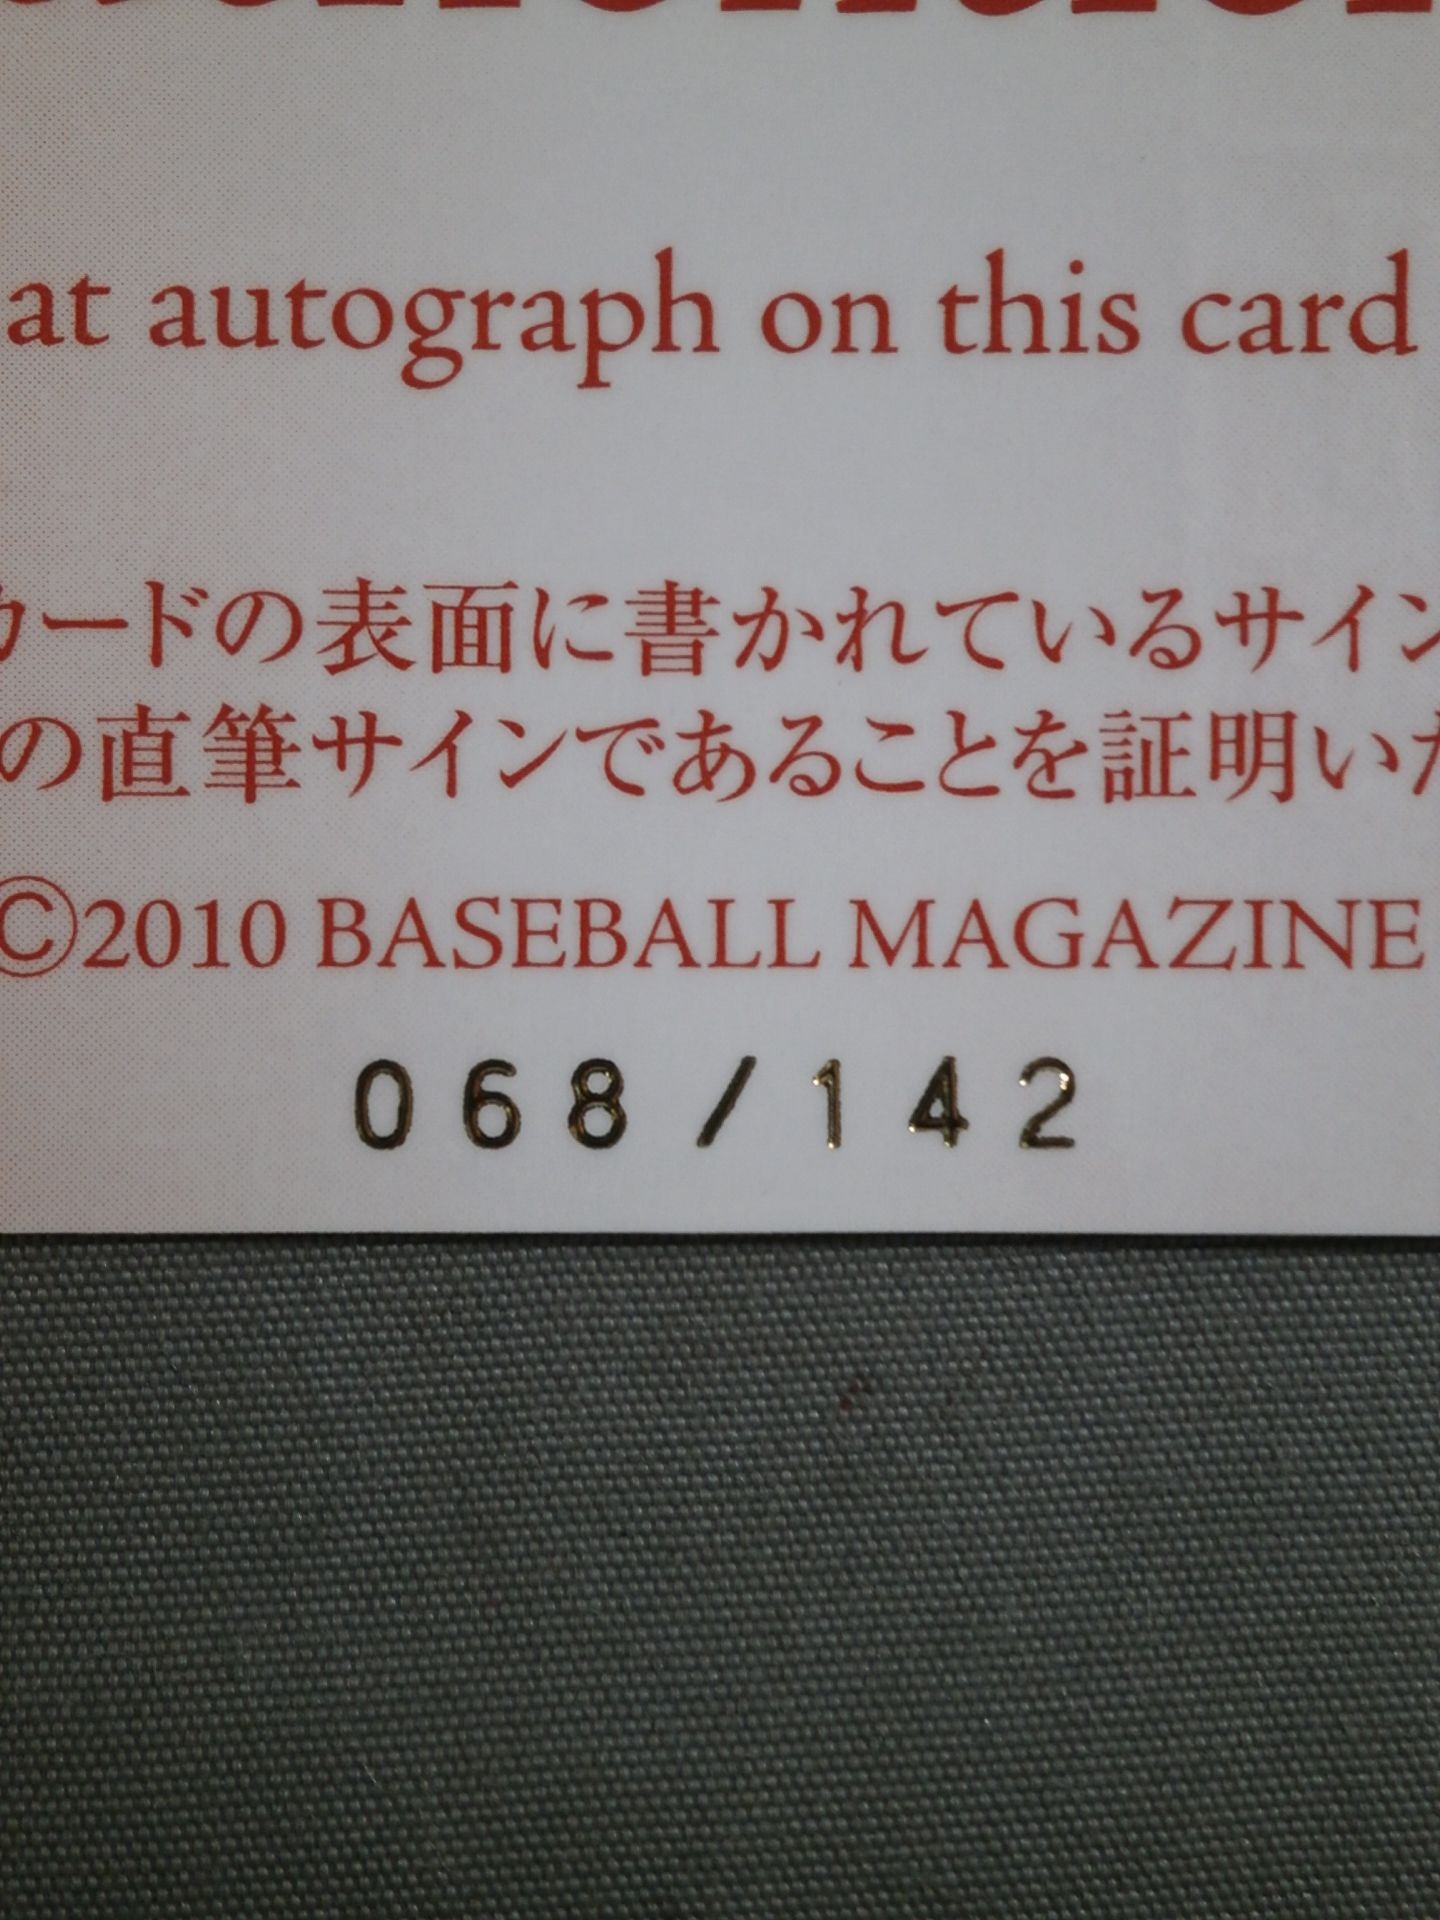 at autograph on this card
カードの表面に書かれているサイン
の直筆サインであることを証明いた
©2010 BASEBALL MAGAZINE
068/142